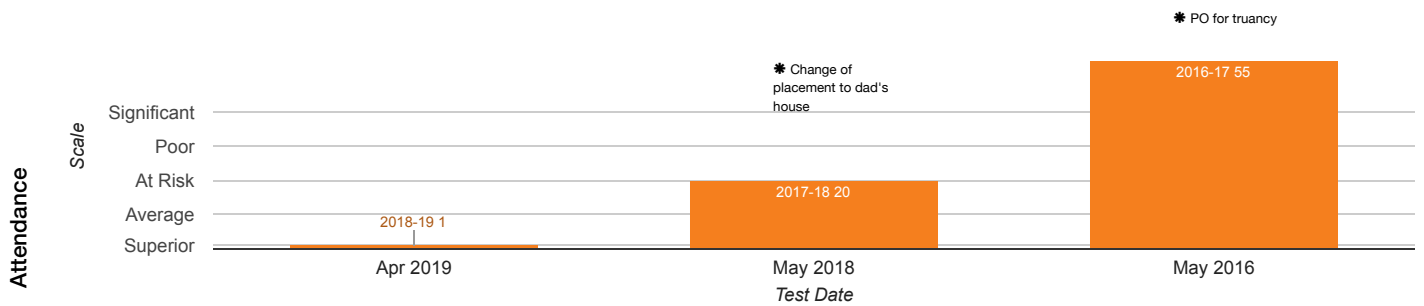 ✱ PO for truancy
✱ Change of
placement to dad's
house
2016-17 55
Significant
Poor
At Risk
2017-18 20
Average
2018-19 1
Superior
Scale
Attendance
Apr 2019
May 2018
May 2016
Test Date